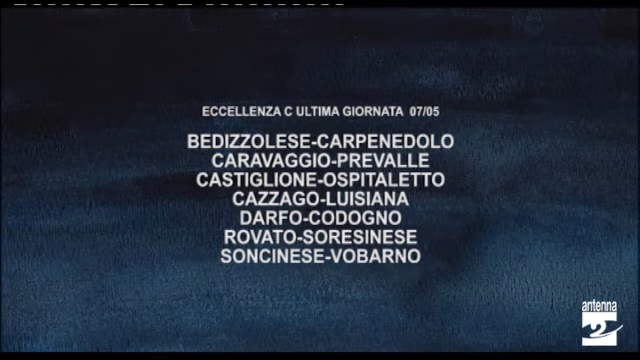 ECCELLENZA C ULTIMA GIORNATA 07/05
BEDIZZOLESE-CARPENEDOLO
CARAVAGGIO-PREVALLE
CASTIGLIONE-OSPITALETTO
CAZZAGO-LUISIANA
DARFO-CODOGNO
ROVATO-SORESINESE
SONCINESE-VOBARNO
antenna
2